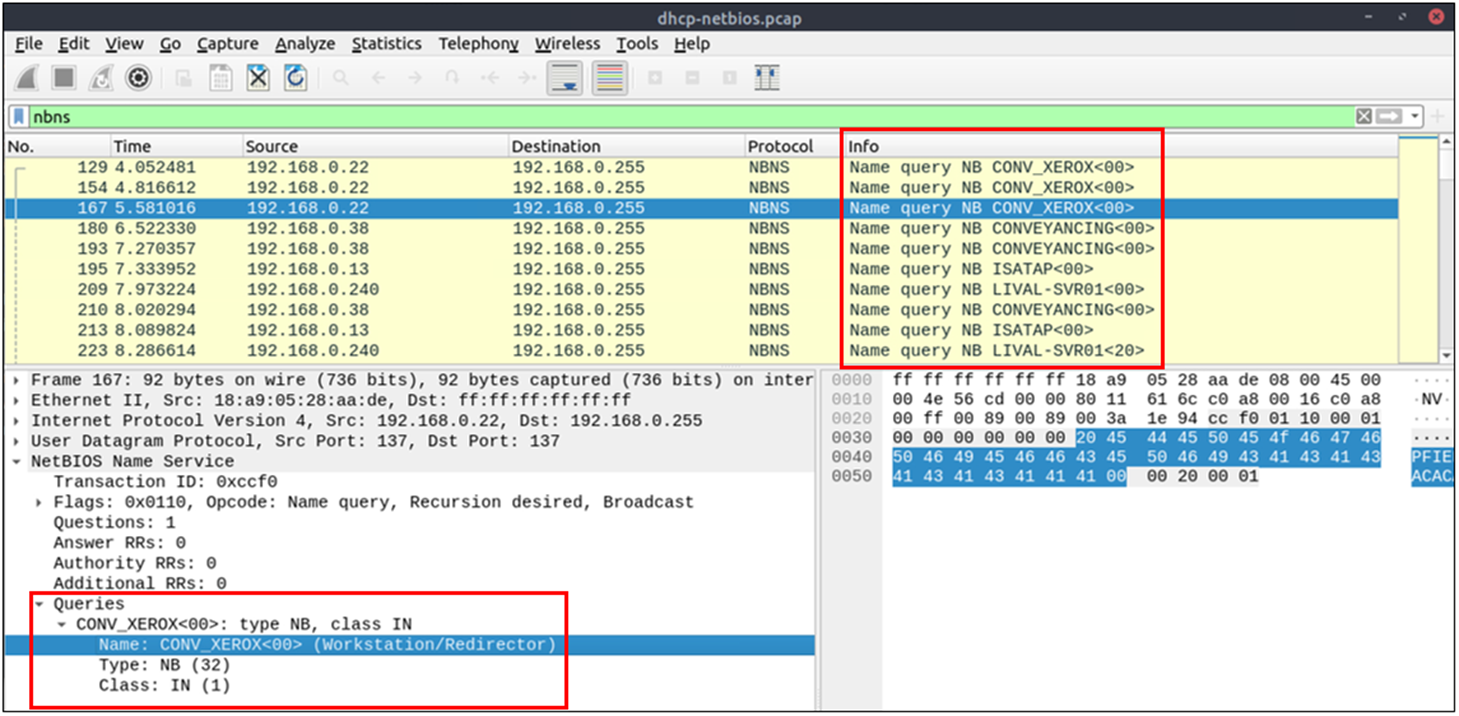 dhcp-netbios.pcap
File Edit View Go Capture Analyze Statistics Telephony Wireless Tools Help
nbns
No. Time Source Destination Protocol Info
129 4.052481 192.168.0.22 192.168.0.255 NBNS Name query NB CONV_XEROX<00>
154 4.816612 192.168.0.22 192.168.0.255 NBNS Name query NB CONV_XEROX<00>
167 5.581016 192.168.0.22 192.168.0.255 NBNS Name query NB CONV_XEROX<00>
180 6.522330 192.168.0.38 192.168.0.255 NBNS Name query NB CONVEYANCING<00>
193 7.270357 192.168.0.38 192.168.0.255 NBNS Name query NB CONVEYANCING<00>
195 7.333952 192.168.0.13 192.168.0.255 NBNS Name query NB ISATAP<00>
209 7.973224 192.168.0.240 192.168.0.255 NBNS Name query NB LIVAL-SVR01<00>
210 8.020294 192.168.0.38 192.168.0.255 NBNS Name query NB CONVEYANCING<00>
213 8.089824 192.168.0.13 192.168.0.255 NBNS Name query NB ISATAP<00>
223 8.286614 192.168.0.240 192.168.0.255 NBNS Name query NB LIVAL-SVR01<20>
Frame 167: 92 bytes on wire (736 bits), 92 bytes captured (736 bits) on inter
Ethernet II, Src: 18:a9:05:28:aa:de, Dst: ff:ff:ff:ff:ff:ff
Internet Protocol Version 4, Src: 192.168.0.22, Dst: 192.168.0.255
User Datagram Protocol, Src Port: 137, Dst Port: 137
NetBIOS Name Service
Transaction ID: 0xccf0
Flags: 0x0110, Opcode: Name query, Recursion desired, Broadcast
Questions: 1
Answer RRs: 0
Authority RRs: 0
Additional RRs: 0
Queries
CONV_XEROX<00>: type NB, class IN
Name: CONV_XEROX<00> (Workstation/Redirector)
Type: NB (32)
Class: IN (1)
0000 ff ff ff ff ff ff 18 a9 05 28 aa de 08 00 45 00 ····
0010 00 4e 56 cd 00 00 80 11 61 6c c0 a8 00 16 c0 a8 ·NV·
0020 00 ff 00 89 00 89 00 3a 1e 94 cc f0 01 10 00 01 ····
0030 00 00 00 00 00 00 20 45 44 45 50 45 4f 46 47 46 ····
0040 50 46 49 45 46 46 43 45 50 46 49 43 41 43 41 43 PFIE
0050 41 43 41 43 41 41 41 00 00 20 00 01 ACAC